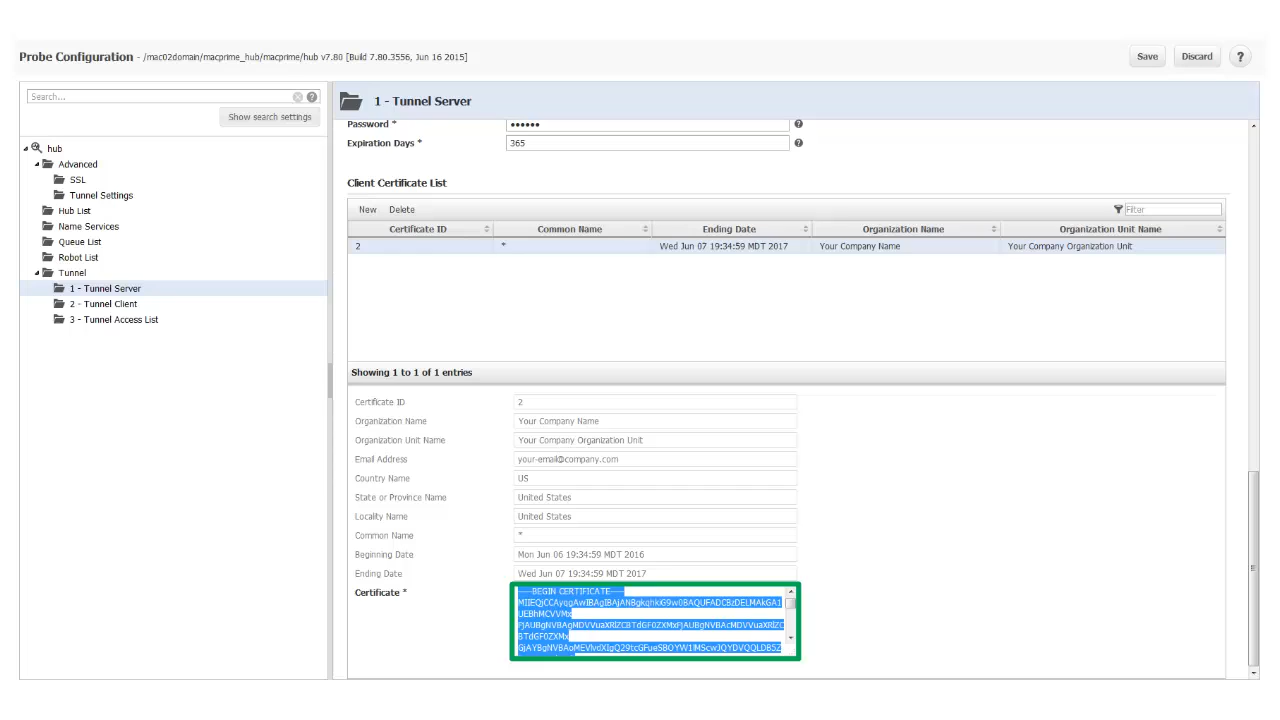 Probe Configuration - /mac02domain/macprime_hub/macprime/hub v7.80 [Build 7.80.3556, Jun 16 2015]
Save Discard ?
Search...
Show search settings
hub
Advanced
SSL
Tunnel Settings
Hub List
Name Services
Queue List
Robot List
Tunnel
1 - Tunnel Server
2 - Tunnel Client
3 - Tunnel Access List
1 - Tunnel Server
Password * ••••••
Expiration Days * 365
Client Certificate List
New Delete Filter
Certificate ID Common Name Ending Date Organization Name Organization Unit Name
2 * Wed Jun 07 19:34:59 MDT 2017 Your Company Name Your Company Organization Unit
Showing 1 to 1 of 1 entries
Certificate ID 2
Organization Name Your Company Name
Organization Unit Name Your Company Organization Unit
Email Address your-email@company.com
Country Name US
State or Province Name United States
Locality Name United States
Common Name *
Beginning Date Mon Jun 06 19:34:59 MDT 2016
Ending Date Wed Jun 07 19:34:59 MDT 2017
Certificate * -----BEGIN CERTIFICATE-----
UEBhMCVVMx
BTdGF0ZXMx